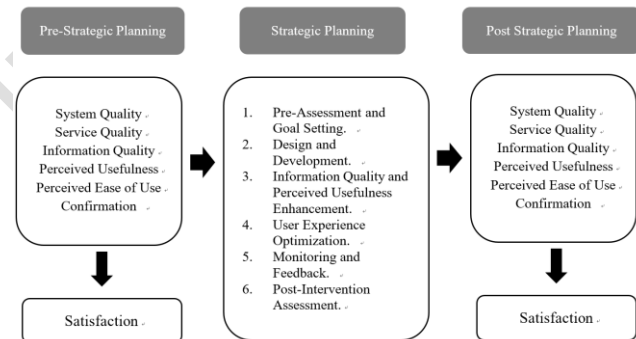 Pre-Strategic Planning
System Quality
Service Quality
Information Quality
Perceived Usefulness
Perceived Ease of Use
Confirmation
Satisfaction
Strategic Planning
1. Pre-Assessment and
Goal Setting.
2. Design and
Development.
3. Information Quality and
Perceived Usefulness
Enhancement.
4. User Experience
Optimization.
5. Monitoring and
Feedback.
6. Post-Intervention
Assessment.
Post Strategic Planning
System Quality
Service Quality
Information Quality
Perceived Usefulness
Perceived Ease of Use
Confirmation
Satisfaction